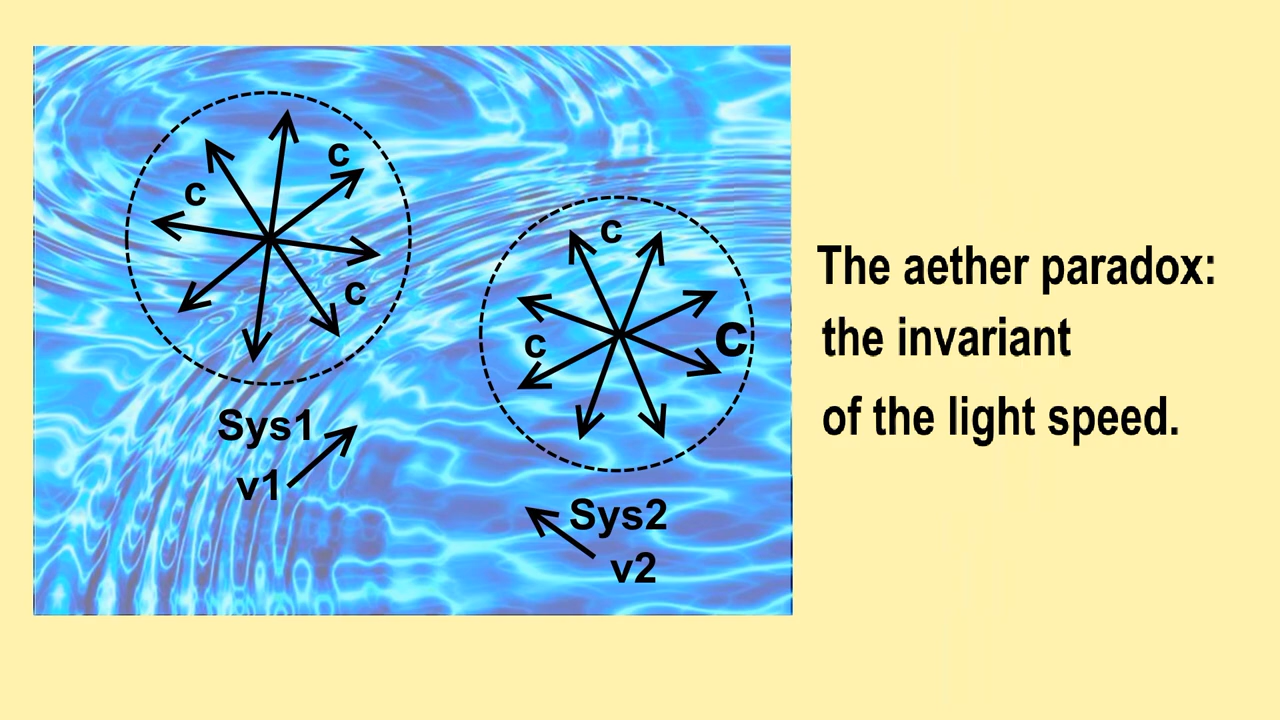 c
c
c
Sys1
v1
c
c
c
Sys2
v2
The aether paradox:
the invariant
of the light speed.